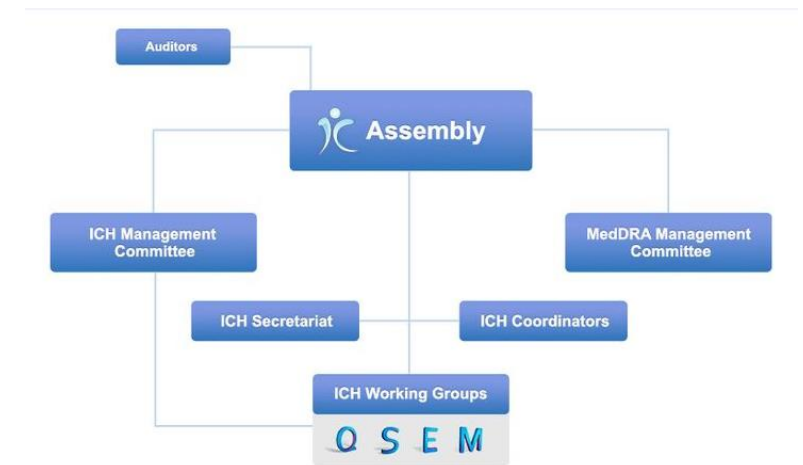 Auditors
Assembly
ICH Management
Committee
MedDRA Management
Committee
ICH Secretariat
ICH Coordinators
ICH Working Groups
Q S E M